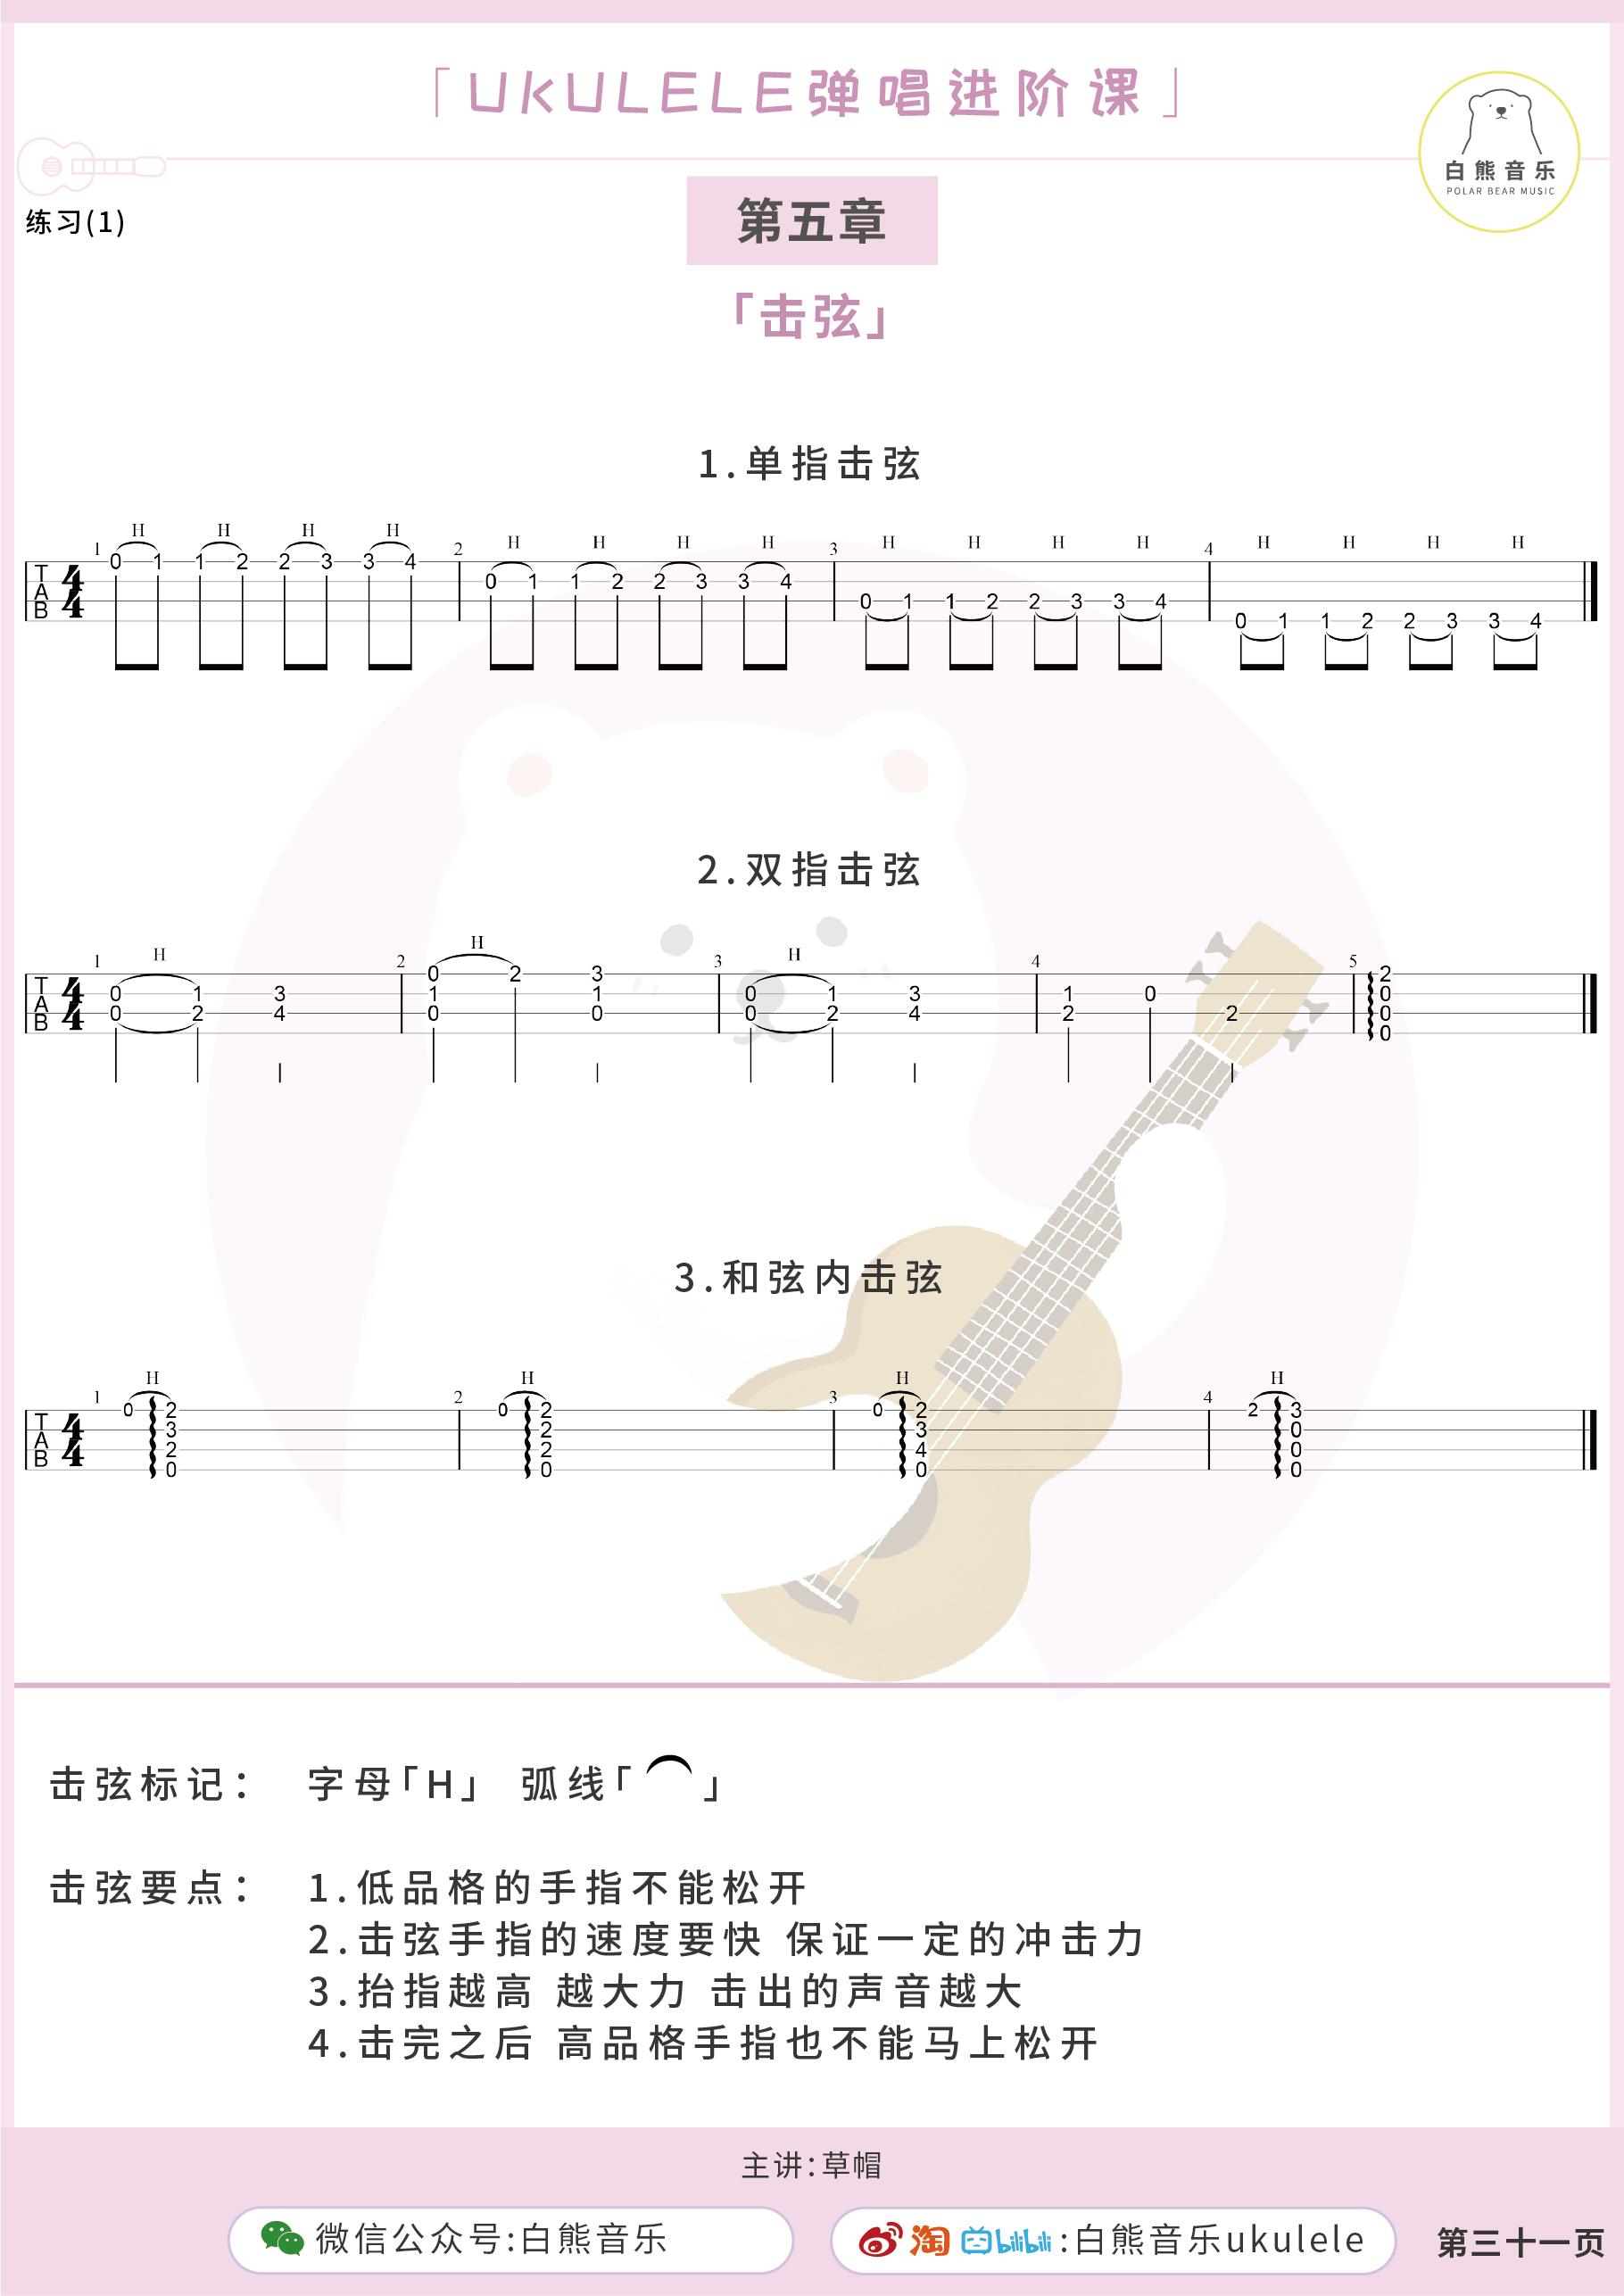 「UKULELE弹唱进阶课」
白熊音乐
POLAR BEAR MUSIC
练习(1)
第五章
「击弦」
1.单指击弦
H H H H H H H H H H H H H H H H
1 0 1 1 2 2 3 3 4 2 0 1 1 2 2 3 3 4 3 0 1 1 2 2 3 3 4 4 0 1 1 2 2 3 3 4
TAB 4/4
2.双指击弦
H H H
1 2 3 4 5
0 2 3 2
TAB 4/4 0 1 3 1 1 0 1 3 1 0 0
0 2 4 0 0 0 2 4 2 2 0
0
3.和弦内击弦
H H H H
1 2 3 4
0 2 0 2 0 2 2 3
TAB 4/4 3 2 3 0
2 2 4 0
0 0 0 0
击弦标记： 字母「H」 弧线「⌒」
击弦要点： 1.低品格的手指不能松开
2.击弦手指的速度要快 保证一定的冲击力
3.抬指越高 越大力 击出的声音越大
4.击完之后 高品格手指也不能马上松开
主讲:草帽
微信公众号:白熊音乐
淘 bilibili :白熊音乐ukulele
第三十一页